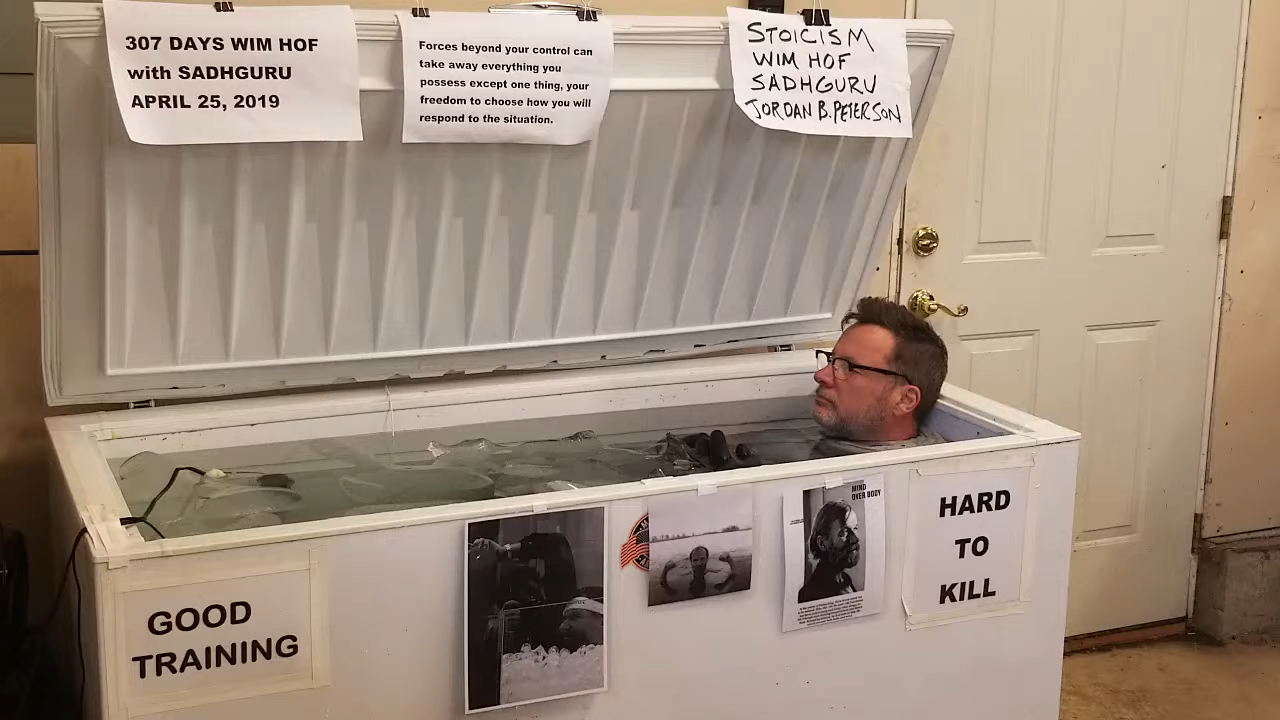 307 DAYS WIM HOF
with SADHGURU
APRIL 25, 2019
Forces beyond your control can
take away everything you
possess except one thing, your
freedom to choose how you will
respond to the situation.
STOICISM
WIM HOF
SADHGURU
JORDAN B. PETERSON
GOOD
TRAINING
MIND
OVER BODY
HARD
TO
KILL